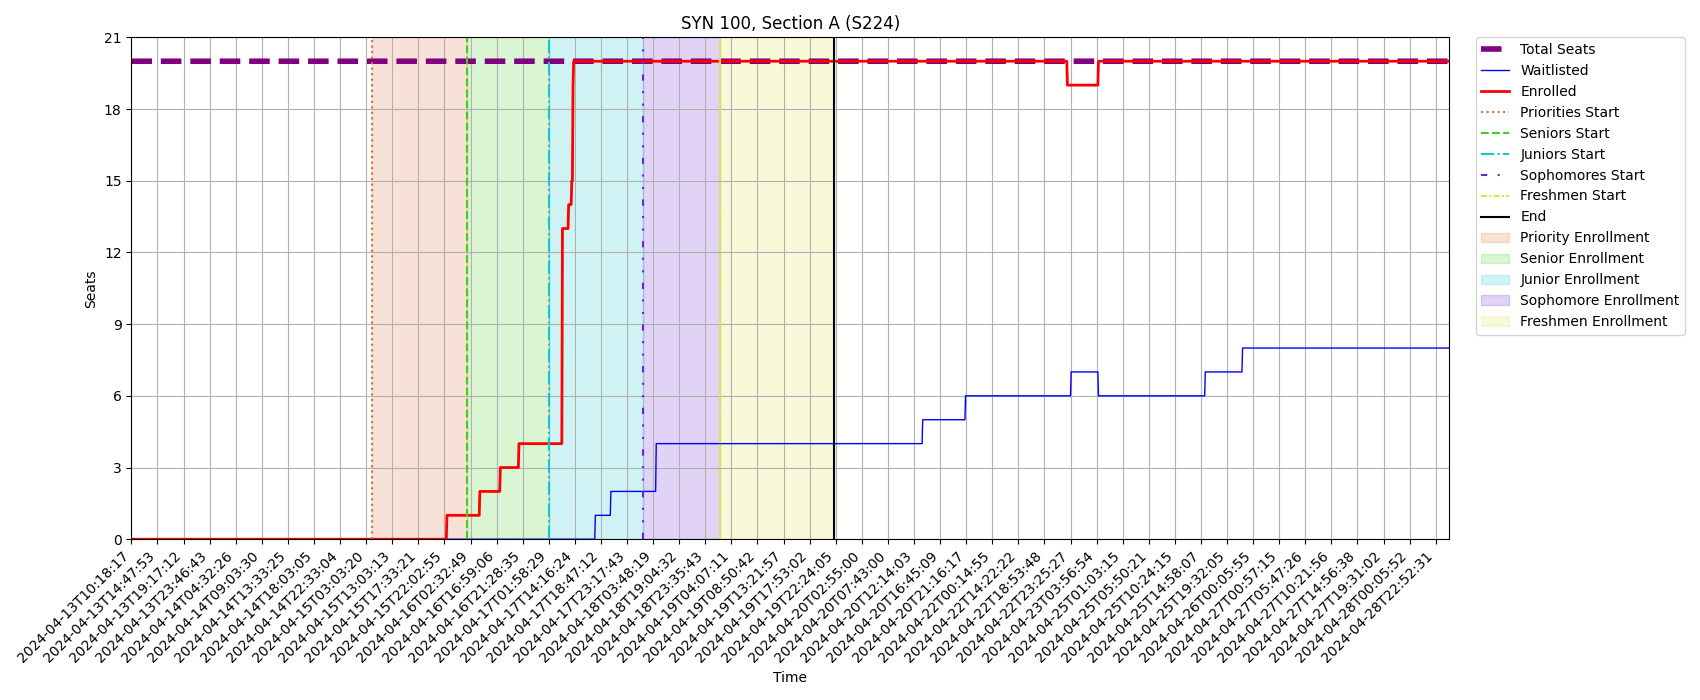 SYN 100, Section A (S224)
Seats
21
18
15
12
9
6
3
0
2024-04-13T10:18:17
2024-04-13T14:47:53
2024-04-13T19:17:12
2024-04-13T23:46:43
2024-04-14T04:32:26
2024-04-14T09:03:30
2024-04-14T13:33:25
2024-04-14T18:03:05
2024-04-14T22:33:04
2024-04-15T03:03:20
2024-04-15T13:03:13
2024-04-15T17:33:21
2024-04-15T22:02:55
2024-04-16T02:32:49
2024-04-16T16:59:06
2024-04-16T21:28:35
2024-04-17T01:58:29
2024-04-17T14:16:24
2024-04-17T18:47:12
2024-04-17T23:17:43
2024-04-18T03:48:19
2024-04-18T19:04:32
2024-04-18T23:35:43
2024-04-19T04:07:11
2024-04-19T08:50:42
2024-04-19T13:21:57
2024-04-19T17:53:02
2024-04-19T22:24:05
2024-04-20T02:55:00
2024-04-20T07:43:00
2024-04-20T12:14:03
2024-04-20T16:45:09
2024-04-20T21:16:17
2024-04-22T00:14:55
2024-04-22T14:22:22
2024-04-22T18:53:48
2024-04-22T23:25:27
2024-04-23T03:56:54
2024-04-25T01:03:15
2024-04-25T05:50:21
2024-04-25T10:24:15
2024-04-25T14:58:07
2024-04-25T19:32:05
2024-04-26T00:05:55
2024-04-27T00:57:15
2024-04-27T05:47:26
2024-04-27T10:21:56
2024-04-27T14:56:38
2024-04-27T19:31:02
2024-04-28T00:05:52
2024-04-28T22:52:31
Time
Total Seats
Waitlisted
Enrolled
Priorities Start
Seniors Start
Juniors Start
Sophomores Start
Freshmen Start
End
Priority Enrollment
Senior Enrollment
Junior Enrollment
Sophomore Enrollment
Freshmen Enrollment